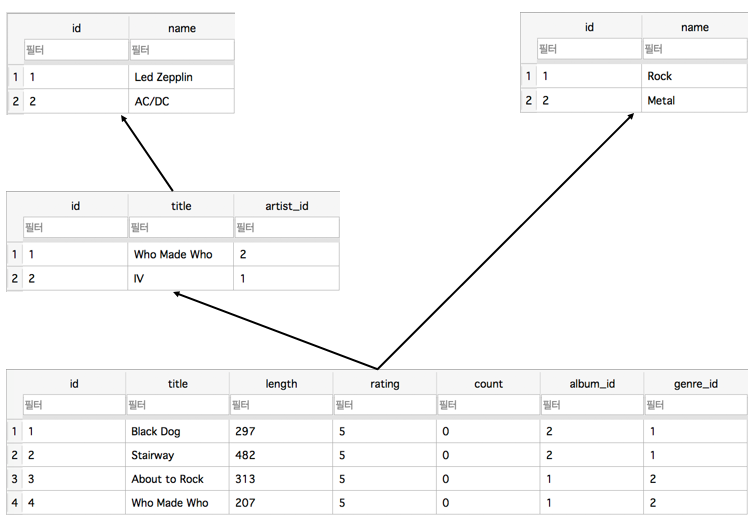 id name
필터 필터
1 1 Led Zepplin
2 2 AC/DC
id name
필터 필터
1 1 Rock
2 2 Metal
id title artist_id
필터 필터 필터
1 1 Who Made Who 2
2 2 IV 1
id title length rating count album_id genre_id
필터 필터 필터 필터 필터 필터 필터
1 1 Black Dog 297 5 0 2 1
2 2 Stairway 482 5 0 2 1
3 3 About to Rock 313 5 0 1 2
4 4 Who Made Who 207 5 0 1 2